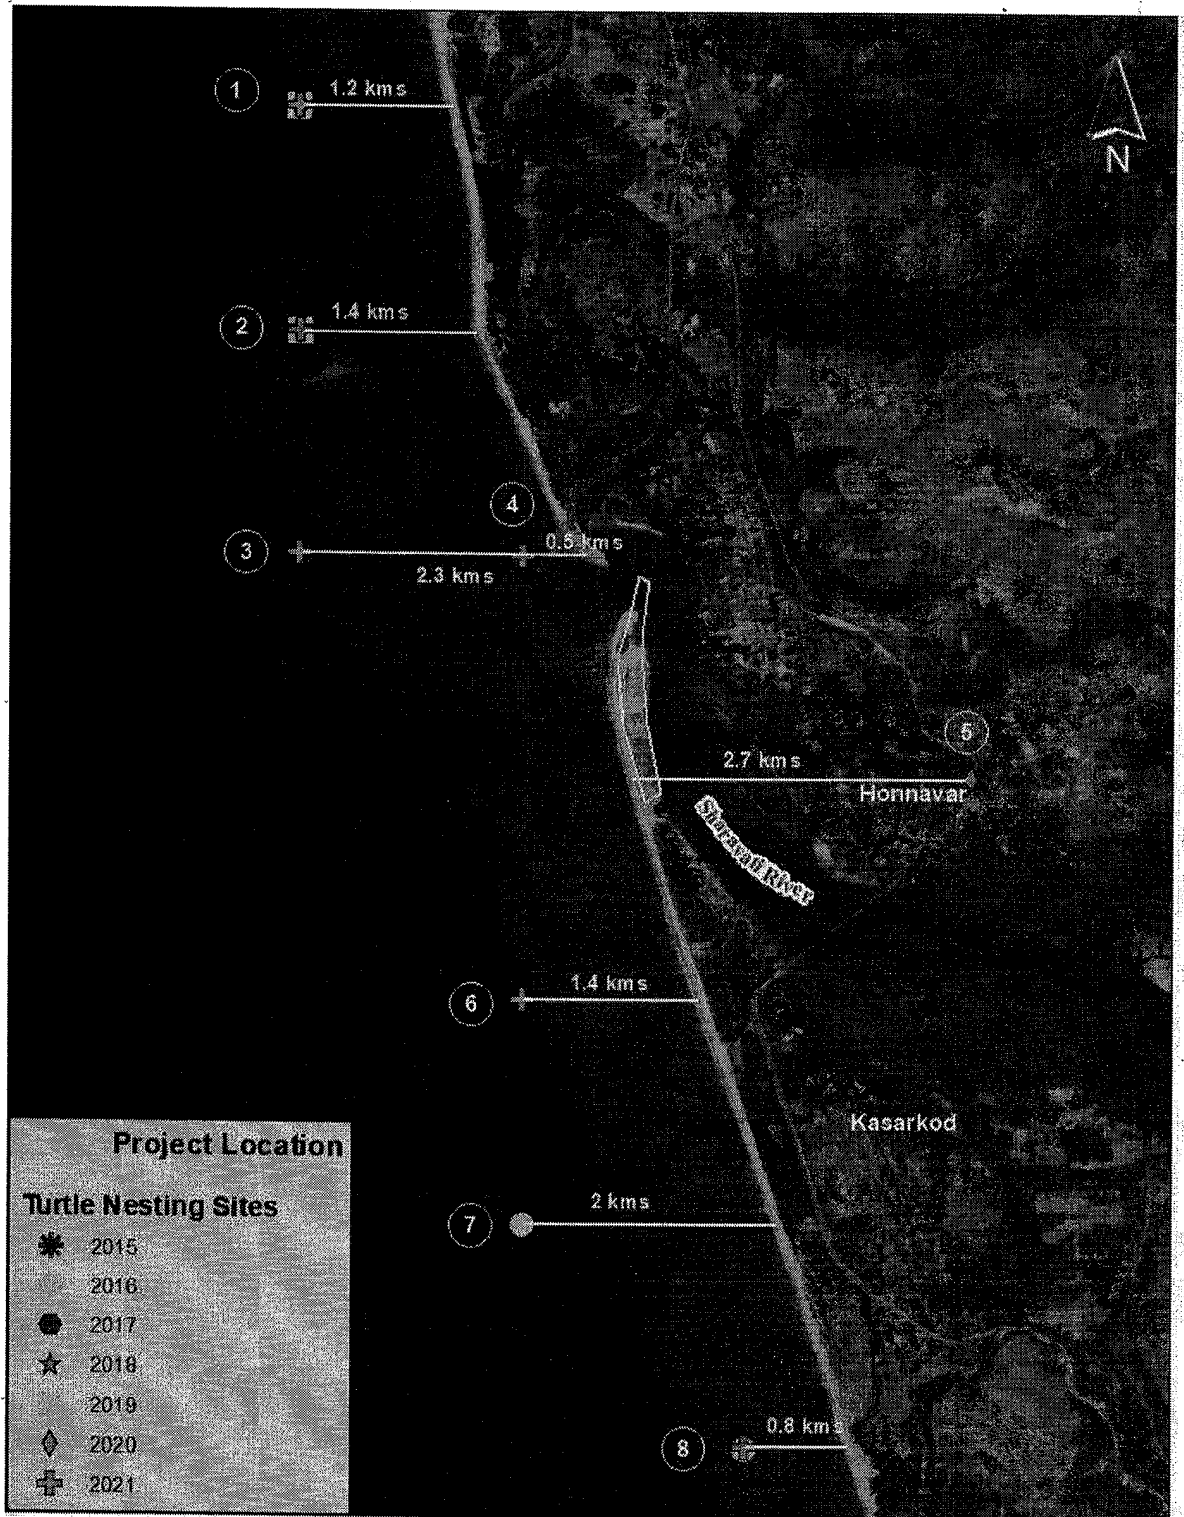 1
1.2 kms
N
2
1.4 kms
4
3
0.5 kms
2.3 kms
5
2.7 kms
Honnavar
Sharavati River
1.4 kms
6
Kasarkod
Project Location
Turtle Nesting Sites
2015
2016
2017
2018
2019
2020
2021
2 kms
7
0.8 kms
8